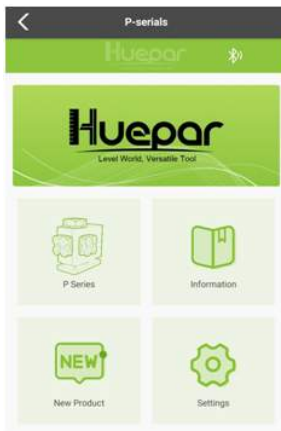 P-serials
Huepar
Huepar
Level World, Versatile Tool
P Series
Information
NEW
New Product
Settings